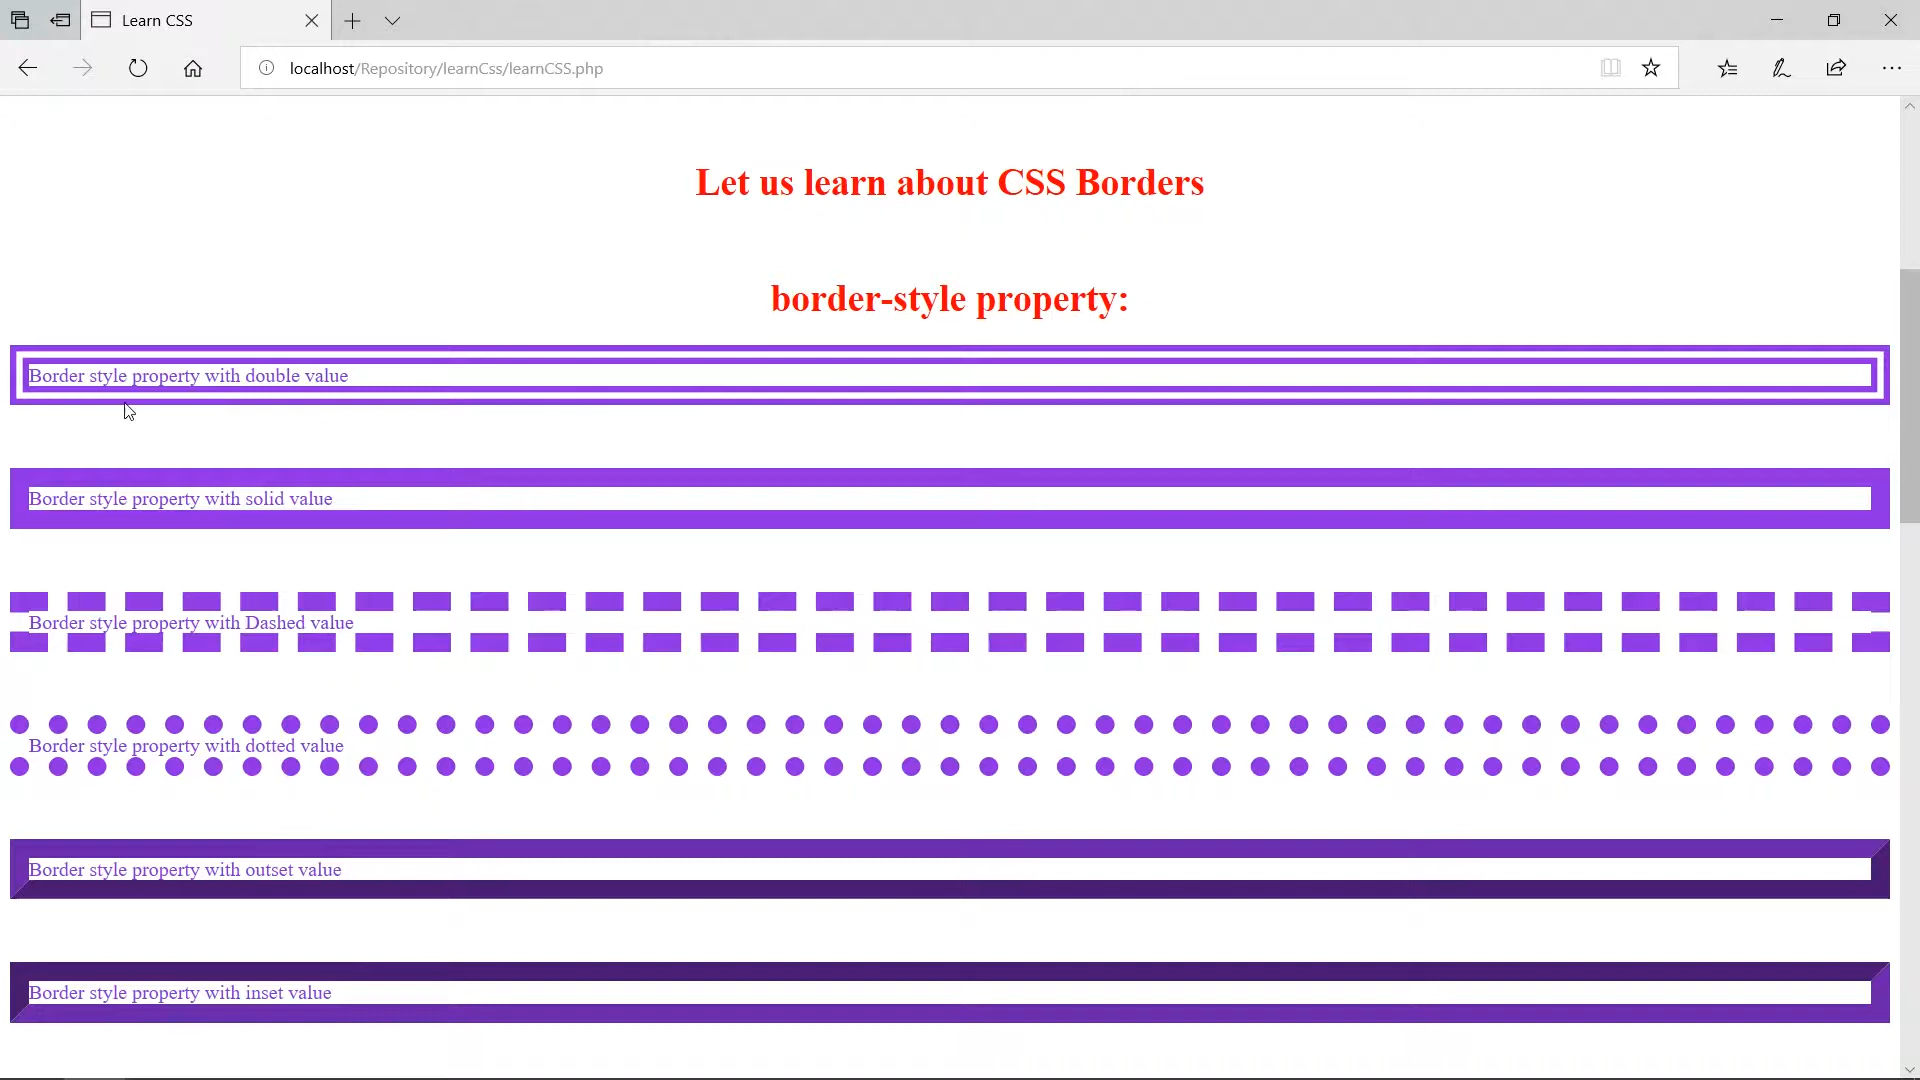 Learn CSS
localhost/Repository/learnCss/learnCSS.php
Let us learn about CSS Borders
border-style property:
Border style property with double value
Border style property with solid value
Border style property with Dashed value
Border style property with dotted value
Border style property with outset value
Border style property with inset value